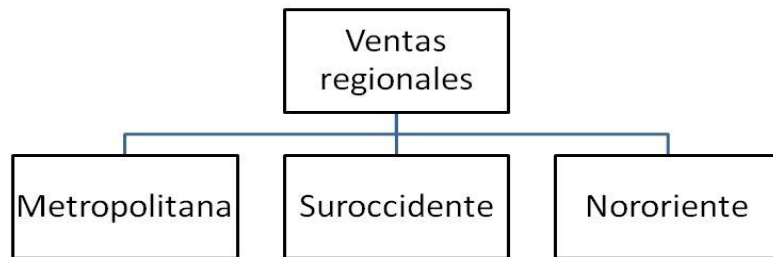 Ventas
regionales
Metropolitana
Suroccidente
Nororiente